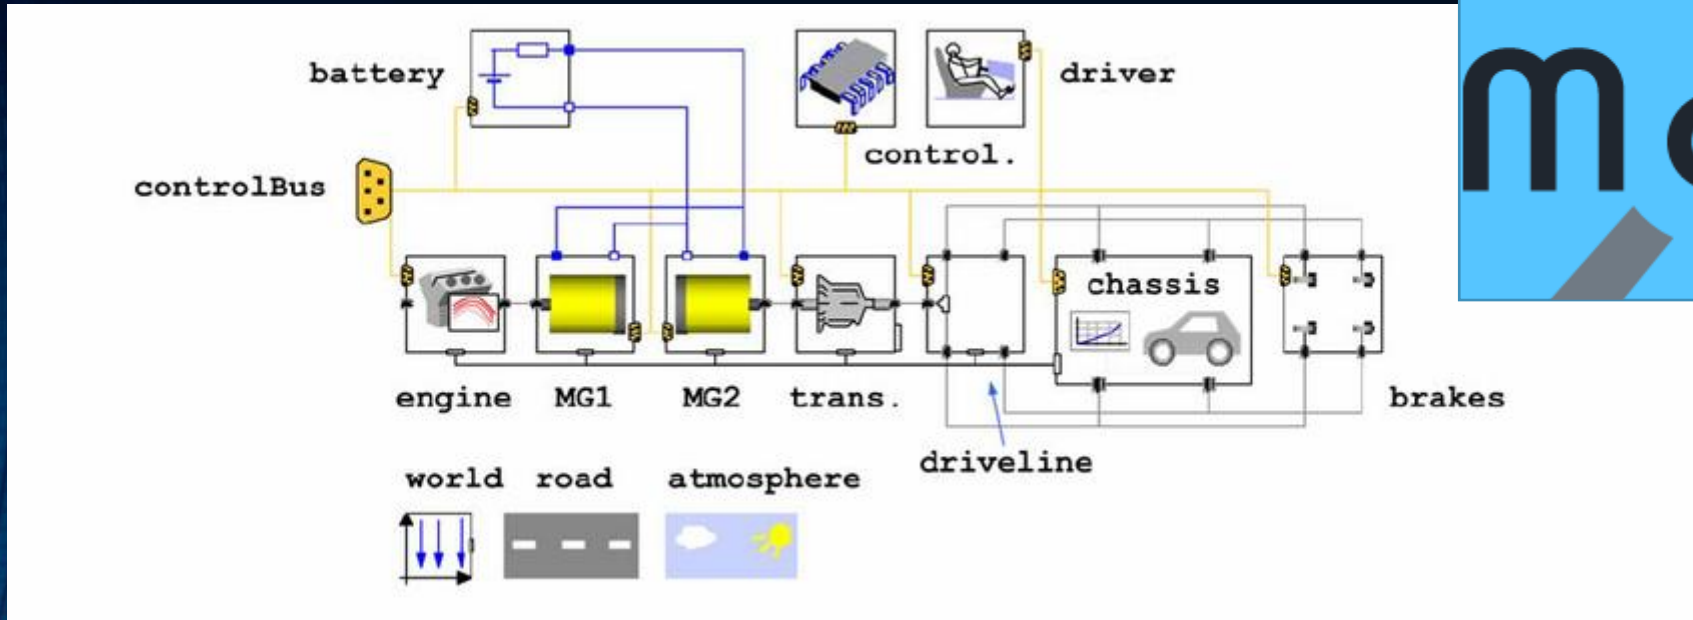 battery
driver
control.
controlBus
chassis
engine MG1 MG2 trans.
brakes
driveline
world road atmosphere